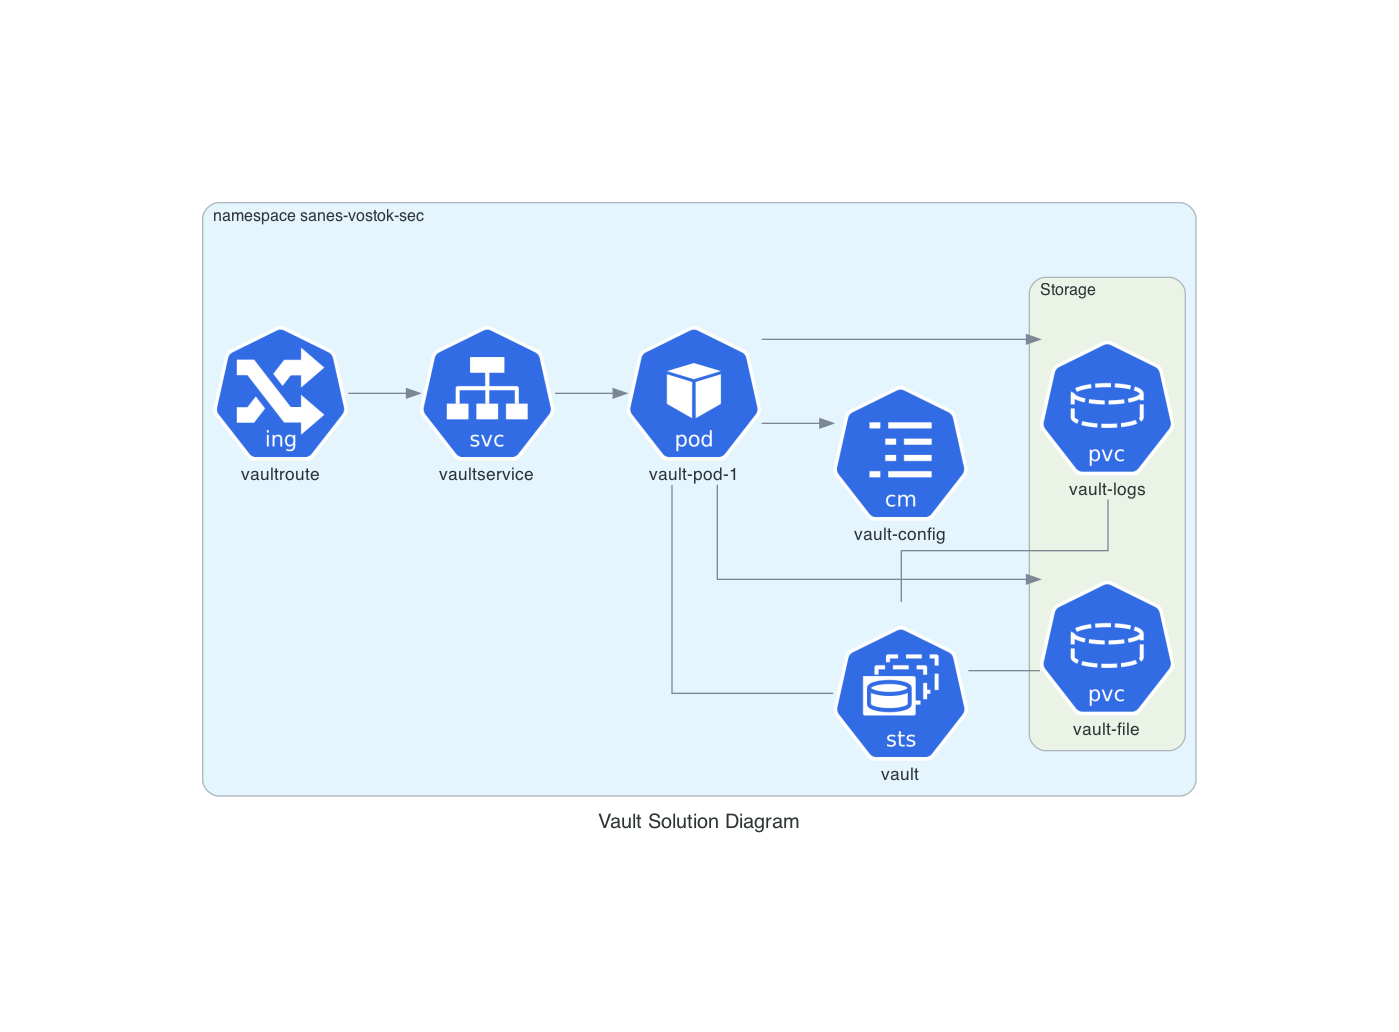 namespace sanes-vostok-sec
Storage
ing
vaultroute
svc
vaultservice
pod
vault-pod-1
cm
vault-config
pvc
vault-logs
sts
vault
pvc
vault-file
Vault Solution Diagram